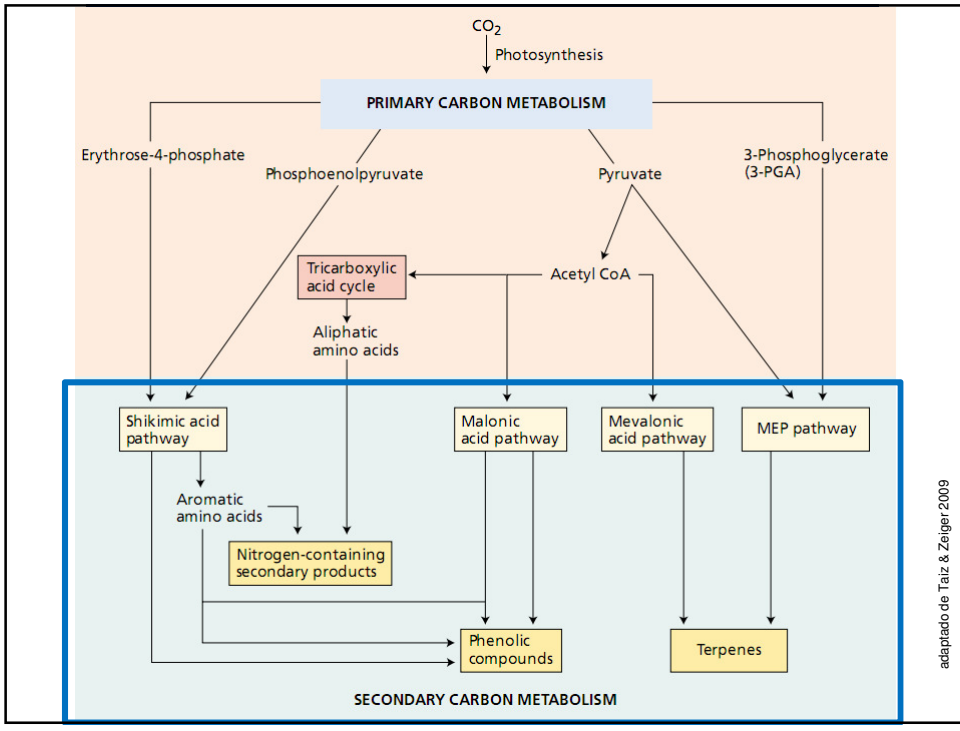 CO2
Photosynthesis
PRIMARY CARBON METABOLISM
Erythrose-4-phosphate
Phosphoenolpyruvate
Pyruvate
3-Phosphoglycerate
(3-PGA)
Tricarboxylic
acid cycle
Acetyl CoA
Aliphatic
amino acids
Shikimic acid
pathway
Malonic
acid pathway
Mevalonic
acid pathway
MEP pathway
Aromatic
amino acids
Nitrogen-containing
secondary products
Phenolic
compounds
Terpenes
SECONDARY CARBON METABOLISM
adaptado de Taiz & Zeiger 2009